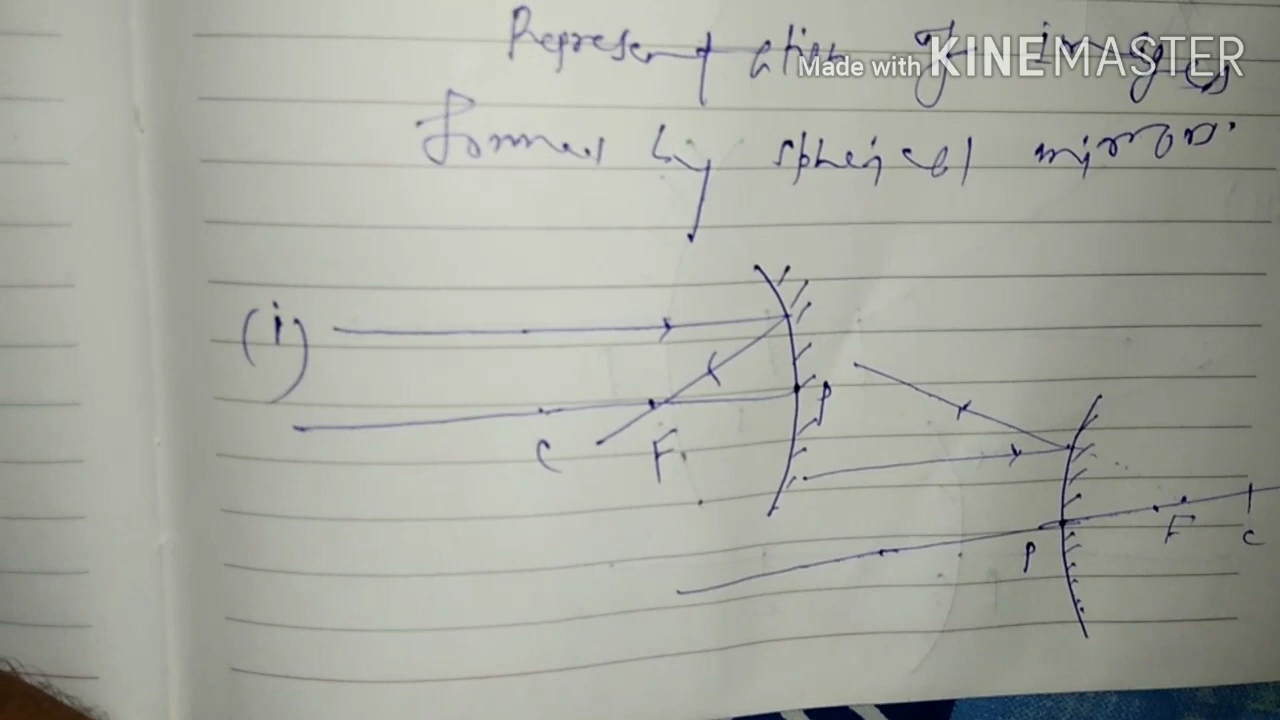 Representation of images
Made with KINEMASTER
formed by spherical mirrors.
(i)
P
C
F
P
F
C